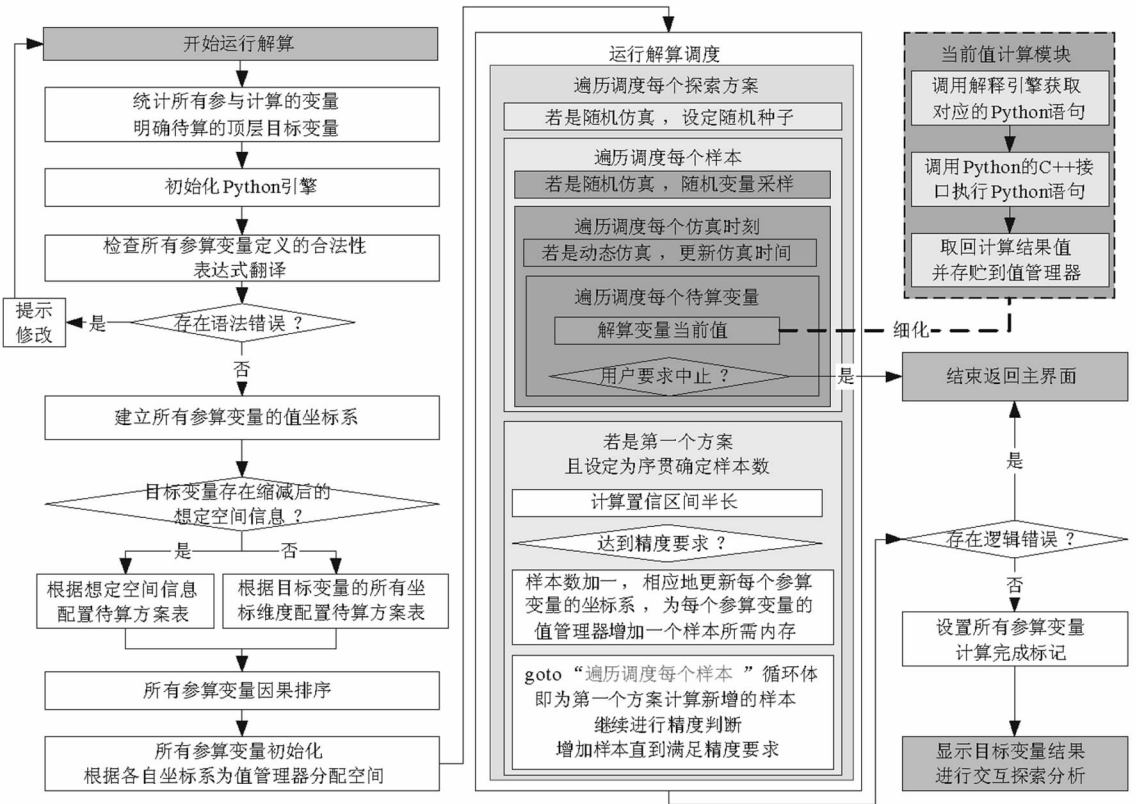 开始运行解算
统计所有参与计算的变量
明确待算的顶层目标变量
初始化Python引擎
检查所有参算变量定义的合法性
表达式翻译
提示
修改
是
存在语法错误？
否
建立所有参算变量的值坐标系
目标变量存在缩减后的
想定空间信息？
是
否
根据想定空间信息
配置待算方案表
根据目标变量的所有坐
标维度配置待算方案表
所有参算变量因果排序
所有参算变量初始化
根据各自坐标系为值管理器分配空间
运行解算调度
遍历调度每个探索方案
若是随机仿真，设定随机种子
遍历调度每个样本
若是随机仿真，随机变量采样
遍历调度每个仿真时刻
若是动态仿真，更新仿真时间
遍历调度每个待算变量
解算变量当前值
用户要求中止？
是
若是第一个方案
且设定为序贯确定样本数
计算置信区间半长
达到精度要求？
样本数加一，相应地更新每个参算
变量的坐标系，为每个参算变量的
值管理器增加一个样本所需内存
goto“遍历调度每个样本”循环体
即为第一个方案计算新增的样本
继续进行精度判断
增加样本直到满足精度要求
当前值计算模块
调用解释引擎获取
对应的Python语句
调用Python的C++接
口执行Python语句
取回计算结果值
并存贮到值管理器
细化
结束返回主界面
是
存在逻辑错误？
否
设置所有参算变量
计算完成标记
显示目标变量结果
进行交互探索分析